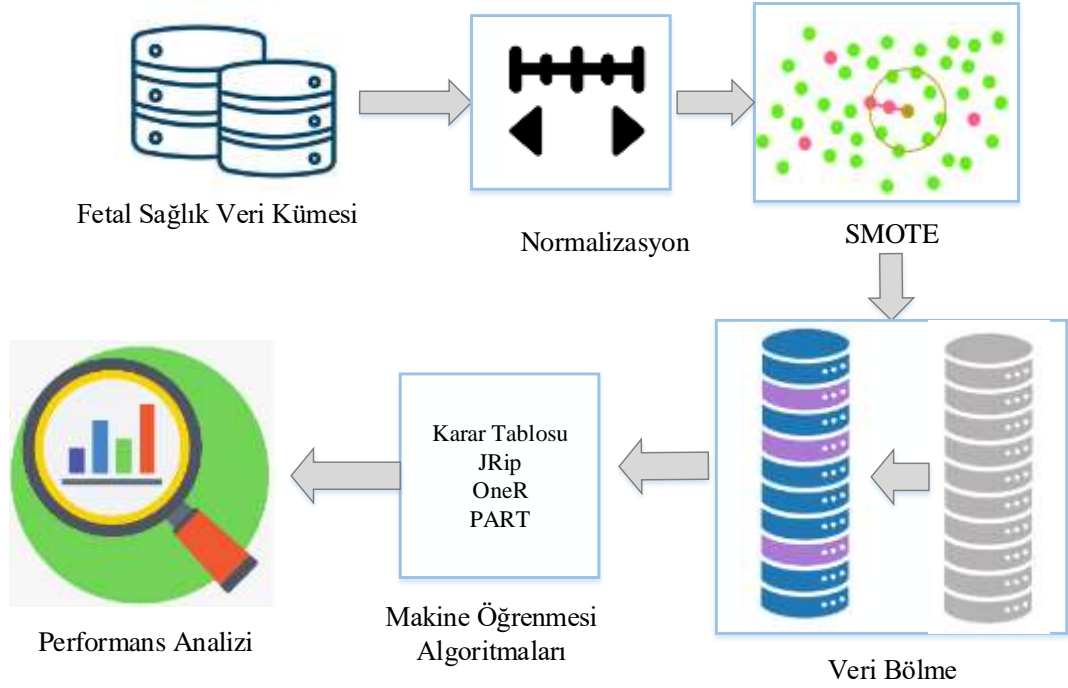 Fetal Sağlık Veri Kümesi
Normalizasyon
SMOTE
Karar Tablosu
JRip
OneR
PART
Performans Analizi
Makine Öğrenmesi
Algoritmaları
Veri Bölme